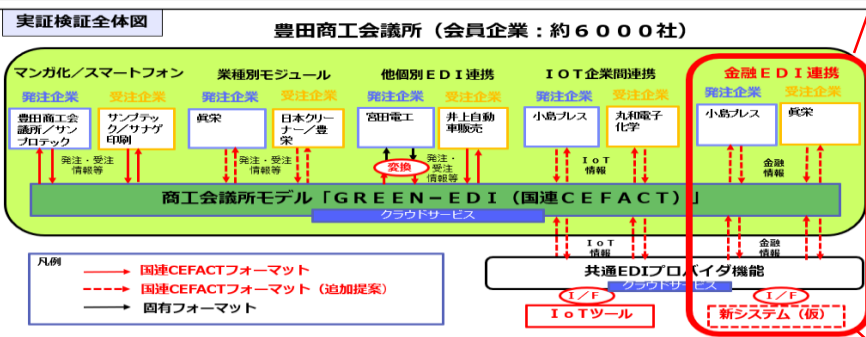 実証検証全体図
豊田商工会議所（会員企業：約６０００社）
マンガ化／スマートフォン
業種別モジュール
他個別ＥＤＩ連携
ＩＯＴ企業間連携
金融ＥＤＩ連携
発注企業
受注企業
発注企業
受注企業
発注企業
受注企業
発注企業
受注企業
発注企業
受注企業
豊田商工会
議所／サン
プロテック
サンプテッ
ク／サナゲ
印刷
眞栄
日本クリー
ナー／豊
栄
宮田電工
井上自動
車販売
小島プレス
丸和電子
化学
小島プレス
眞栄
発注・受注
情報等
発注・受注
情報等
変換
発注・
受注
情報等
ＩｏＴ
情報
金融
情報
商工会議所モデル「ＧＲＥＥＮ－ＥＤＩ（国連ＣＥＦＡＣＴ）」
クラウドサービス
ＩｏＴ
情報
金融
情報
共通EDIプロバイダ機能
クラウドサービス
Ｉ／Ｆ
Ｉ／Ｆ
ＩｏＴツール
新システム（仮）
凡例
国連CEFACTフォーマット
国連CEFACTフォーマット（追加提案）
固有フォーマット